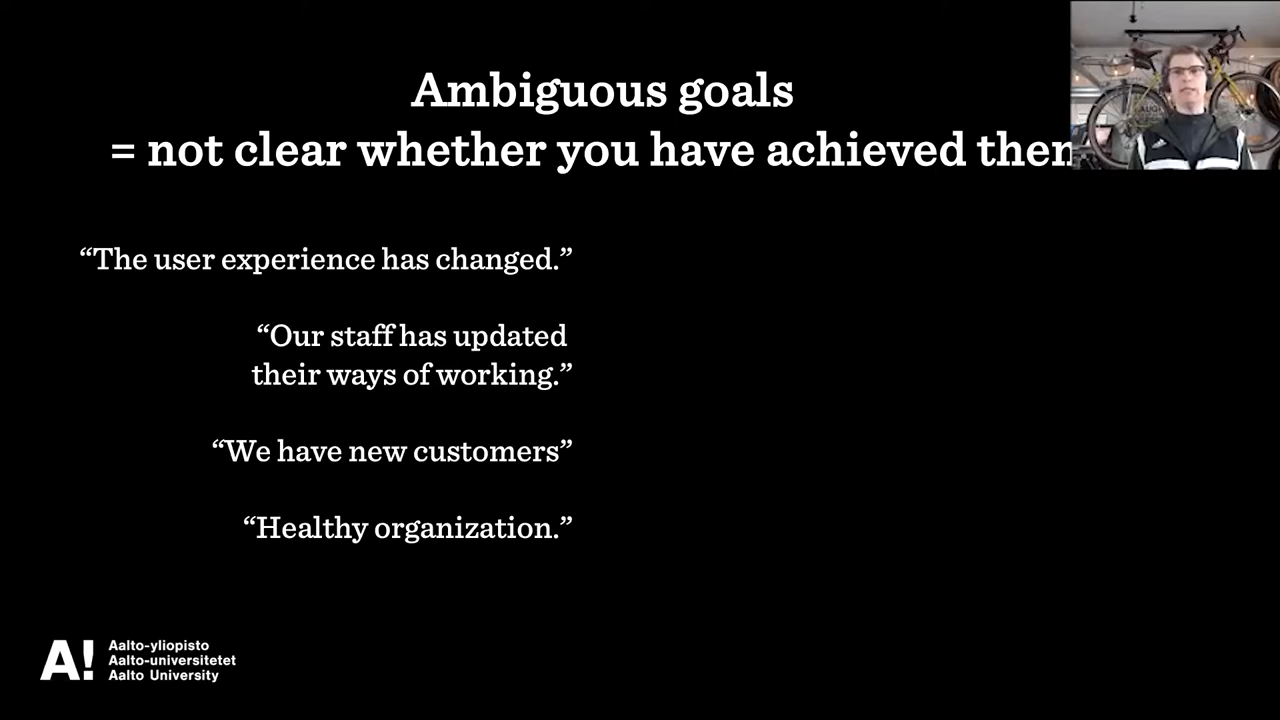 Ambiguous goals
= not clear whether you have achieved
“The user experience has changed.”
“Our staff has updated
their ways of working.”
“We have new customers”
“Healthy organization.”
A!
Aalto-yliopisto
Aalto-universitetet
Aalto University